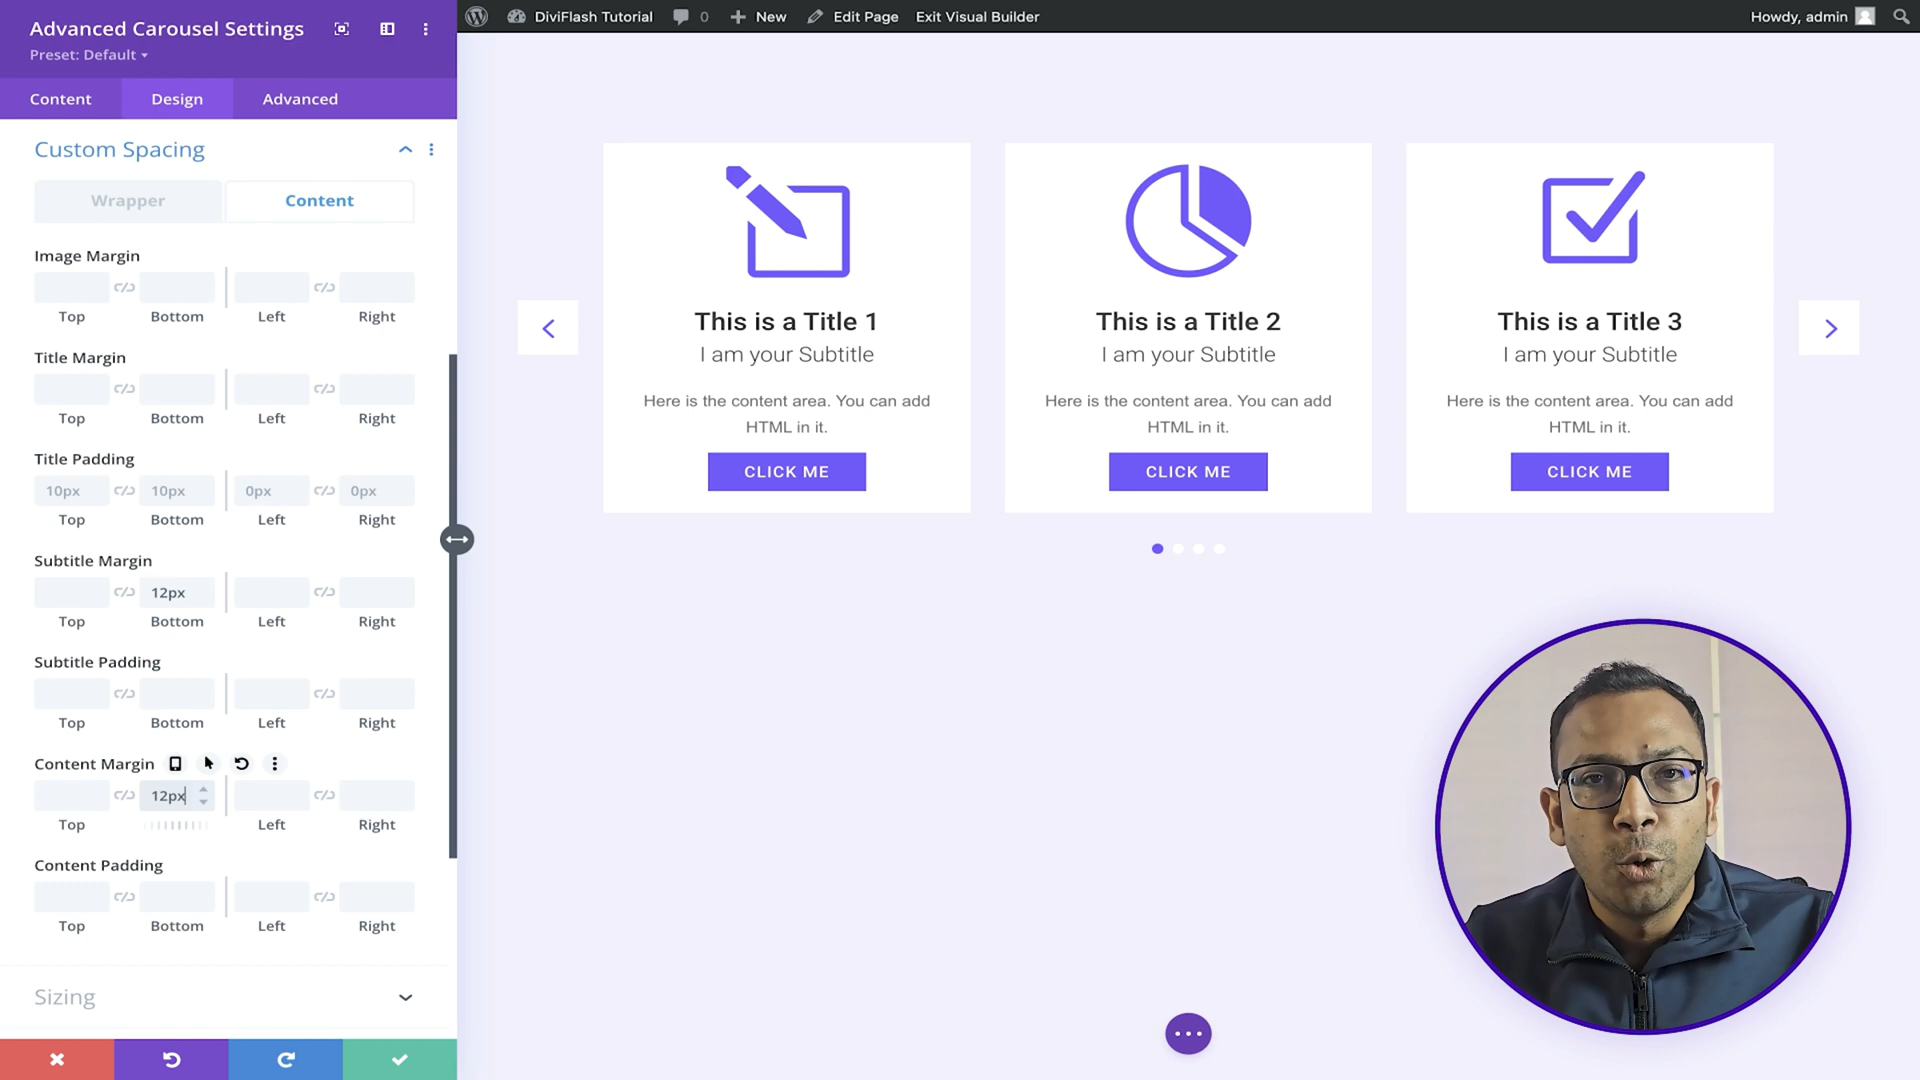 Advanced Carousel Settings
Preset: Default
Content Design Advanced
Custom Spacing
Wrapper Content
Image Margin
Top Bottom Left Right
Title Margin
Top Bottom Left Right
Title Padding
10px 10px 0px 0px
Top Bottom Left Right
Subtitle Margin
12px
Top Bottom Left Right
Subtitle Padding
Top Bottom Left Right
Content Margin
12px
Top Left Right
Content Padding
Top Bottom Left Right
Sizing
DiviFlash Tutorial 0 New Edit Page Exit Visual Builder Howdy, admin
This is a Title 1
I am your Subtitle
Here is the content area. You can add
HTML in it.
CLICK ME
This is a Title 2
I am your Subtitle
Here is the content area. You can add
HTML in it.
CLICK ME
This is a Title 3
I am your Subtitle
Here is the content area. You can add
HTML in it.
CLICK ME